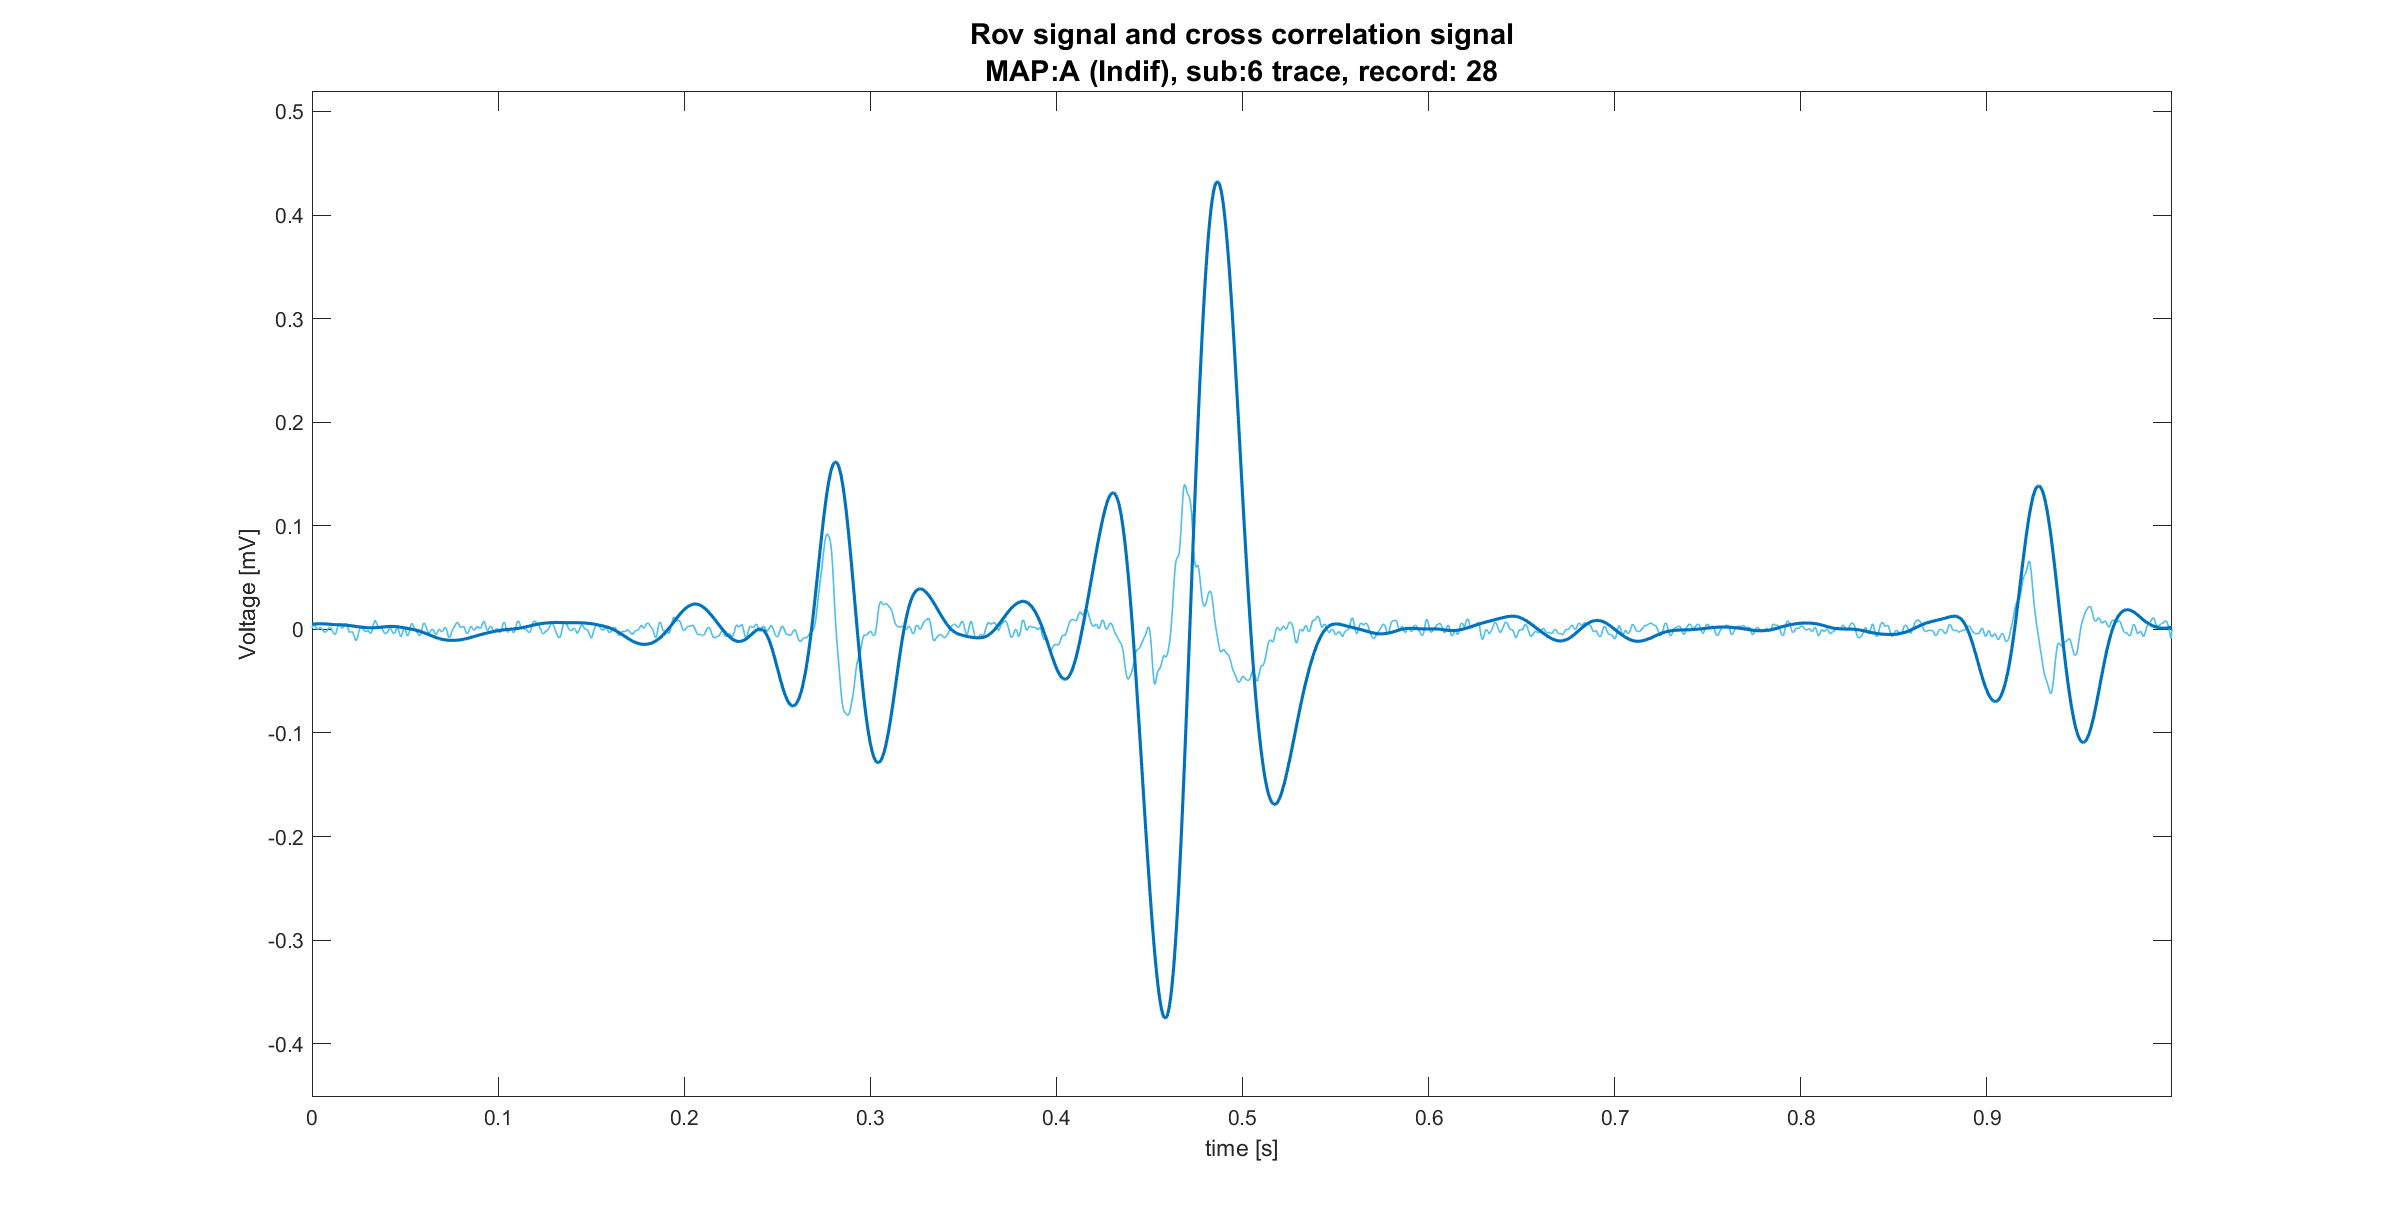 Rov signal and cross correlation signal
MAP:A (Indif), sub:6 trace, record: 28
0.5
0.4
0.3
0.2
0.1
0
-0.1
-0.2
-0.3
-0.4
Voltage [mV]
0 0.1 0.2 0.3 0.4 0.5 0.6 0.7 0.8 0.9
time [s]